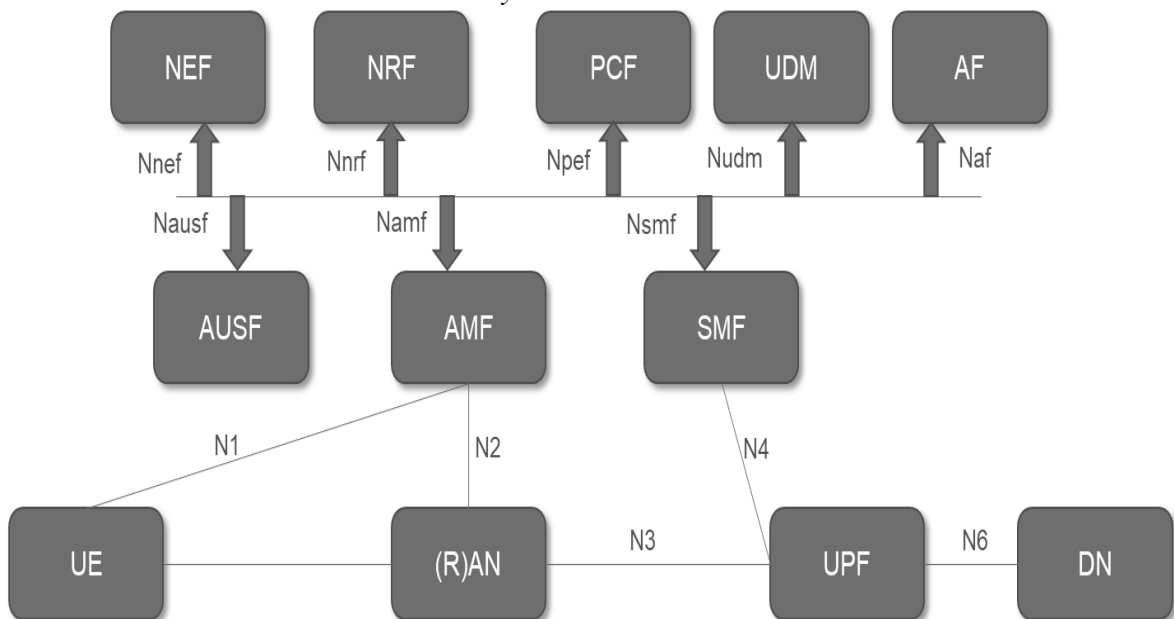 NEF NRF PCF UDM AF
Nnef Nnrf Npef Nudm Naf
Nausf Namf Nsmf
AUSF AMF SMF
N1 N2 N4
N3 N6
UE (R)AN UPF DN